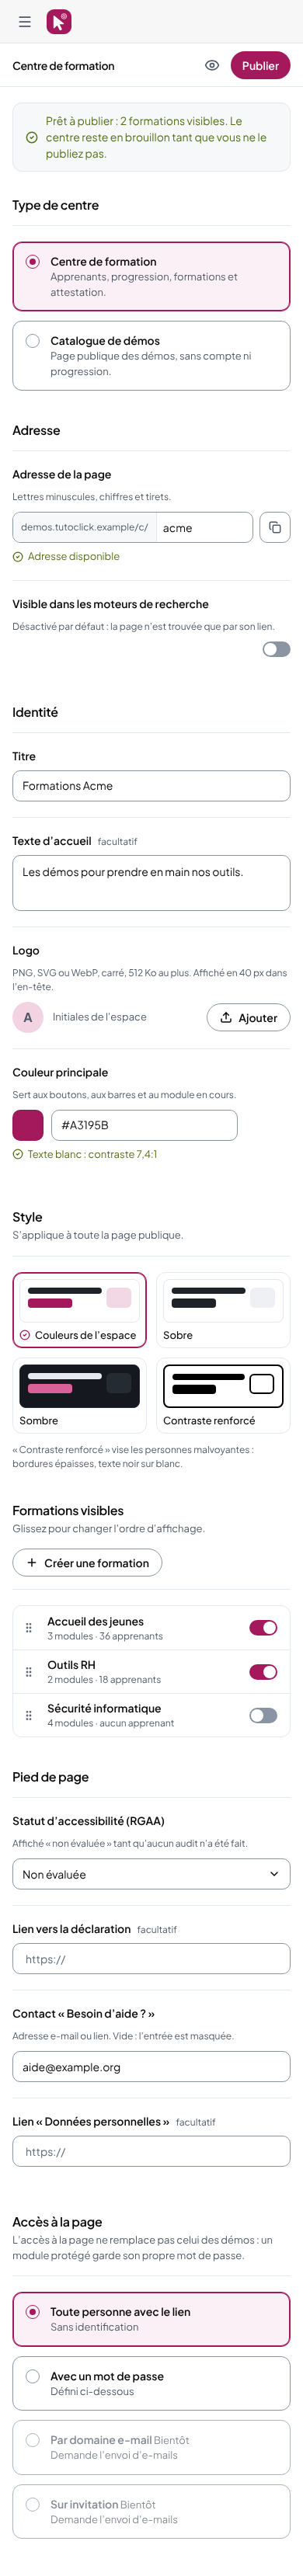 Centre de formation
Publier
Prêt à publier : 2 formations visibles. Le
centre reste en brouillon tant que vous ne le
publiez pas.
Type de centre
Centre de formation
Apprenants, progression, formations et
attestation.
Catalogue de démos
Page publique des démos, sans compte ni
progression.
Adresse
Adresse de la page
Lettres minuscules, chiffres et tirets.
demos.tutoclick.example/c/ acme
Adresse disponible
Visible dans les moteurs de recherche
Désactivé par défaut : la page n’est trouvée que par son lien.
Identité
Titre
Formations Acme
Texte d’accueil facultatif
Les démos pour prendre en main nos outils.
Logo
PNG, SVG ou WebP, carré, 512 Ko au plus. Affiché en 40 px dans
l’en-tête.
A Initiales de l’espace Ajouter
Couleur principale
Sert aux boutons, aux barres et au module en cours.
#A3195B
Texte blanc : contraste 7,4:1
Style
S’applique à toute la page publique.
Couleurs de l’espace
Sobre
Sombre
Contraste renforcé
« Contraste renforcé » vise les personnes malvoyantes :
bordures épaisses, texte noir sur blanc.
Formations visibles
Glissez pour changer l’ordre d’affichage.
Créer une formation
Accueil des jeunes
3 modules · 36 apprenants
Outils RH
2 modules · 18 apprenants
Sécurité informatique
4 modules · aucun apprenant
Pied de page
Statut d’accessibilité (RGAA)
Affiché « non évaluée » tant qu’aucun audit n’a été fait.
Non évaluée
Lien vers la déclaration facultatif
https://
Contact « Besoin d’aide ? »
Adresse e-mail ou lien. Vide : l’entrée est masquée.
aide@example.org
Lien « Données personnelles » facultatif
https://
Accès à la page
L’accès à la page ne remplace pas celui des démos : un
module protégé garde son propre mot de passe.
Toute personne avec le lien
Sans identification
Avec un mot de passe
Défini ci-dessous
Par domaine e-mail Bientôt
Demande l’envoi d’e-mails
Sur invitation Bientôt
Demande l’envoi d’e-mails